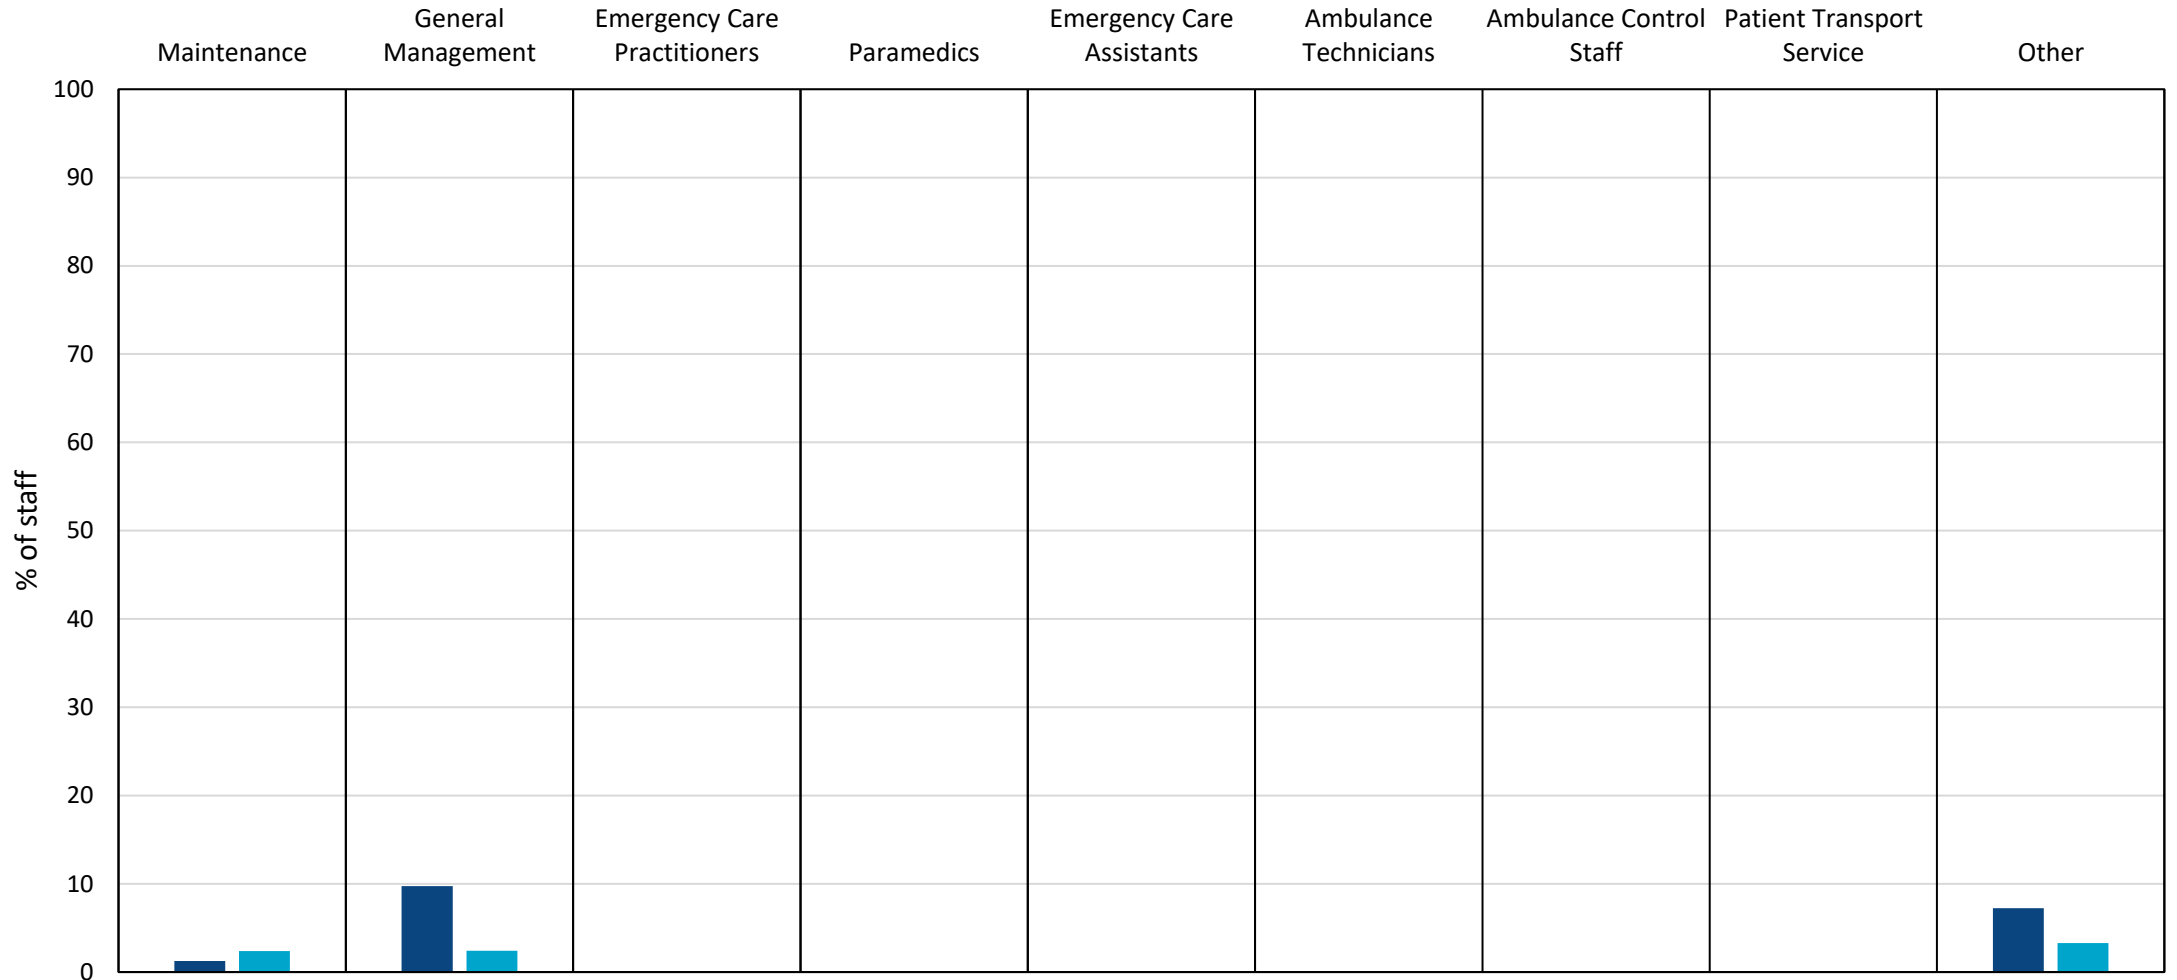 Maintenance
General
Management
Emergency Care
Practitioners
Paramedics
Emergency Care
Assistants
Ambulance
Technicians
Ambulance Control
Staff
Patient Transport
Service
Other
% of staff
100
90
80
70
60
50
40
30
20
10
0